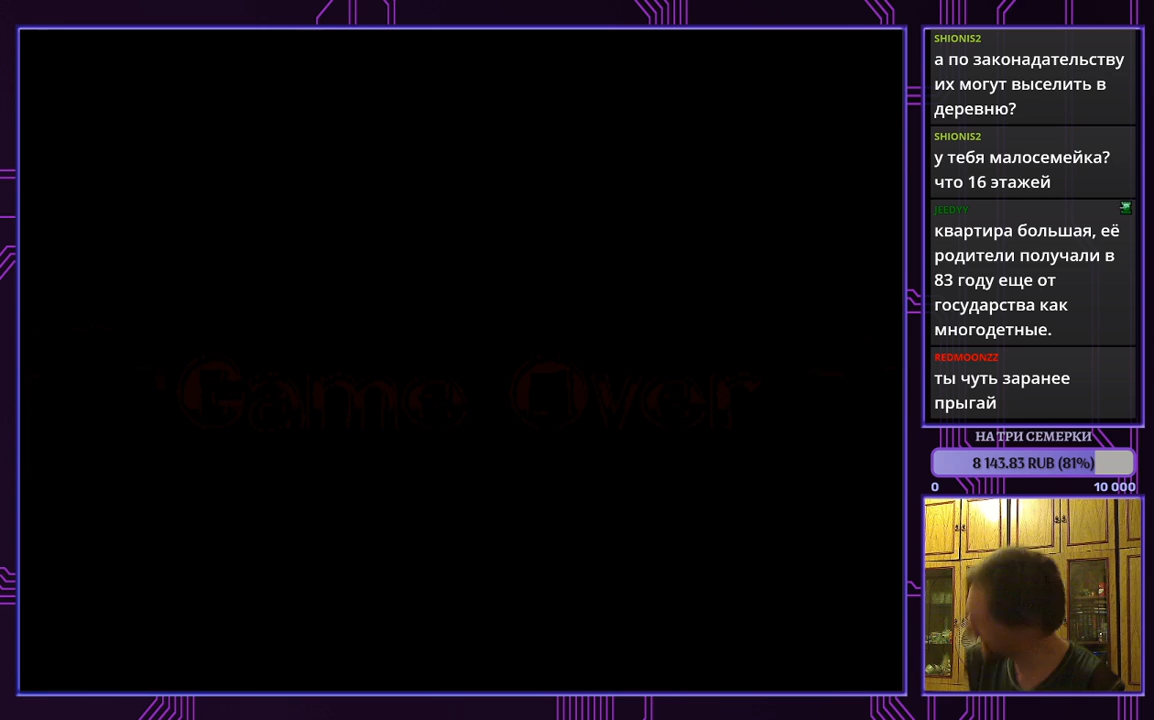 Game Over
SHIONIS2
а по законадательству
их могут выселить в
деревню?
SHIONIS2
у тебя малосемейка?
что 16 этажей
JEEDYY
квартира большая, её
родители получали в
83 году еще от
государства как
многодетные.
REDMOONZZ
ты чуть заранее
прыгай
НА ТРИ СЕМЕРКИ
8 143.83 RUB (81%)
0 10 000